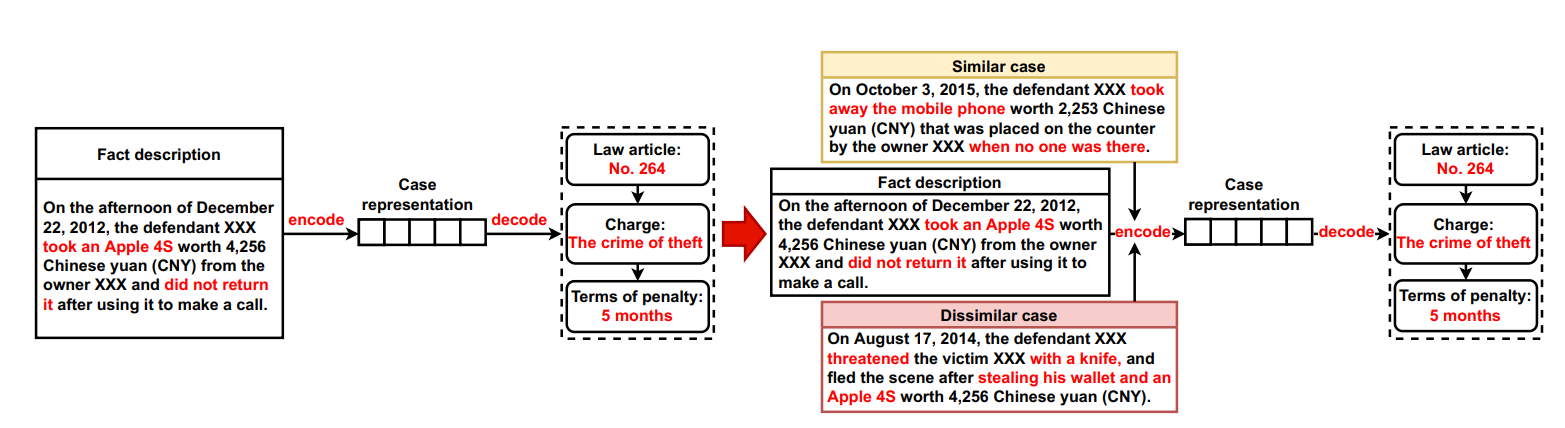 Fact description
On the afternoon of December
22, 2012, the defendant XXX
took an Apple 4S worth 4,256
Chinese yuan (CNY) from the
owner XXX and did not return
it after using it to make a call.
encode
Case
representation
decode
Law article:
No. 264
Charge:
The crime of theft
Terms of penalty:
5 months
Similar case
On October 3, 2015, the defendant XXX took
away the mobile phone worth 2,253 Chinese
yuan (CNY) that was placed on the counter
by the owner XXX when no one was there.
Fact description
On the afternoon of December 22, 2012,
the defendant XXX took an Apple 4S worth
4,256 Chinese yuan (CNY) from the owner
XXX and did not return it after using it to
make a call.
Dissimilar case
On August 17, 2014, the defendant XXX
threatened the victim XXX with a knife, and
fled the scene after stealing his wallet and an
Apple 4S worth 4,256 Chinese yuan (CNY).
encode
Case
representation
decode
Law article:
No. 264
Charge:
The crime of theft
Terms of penalty:
5 months